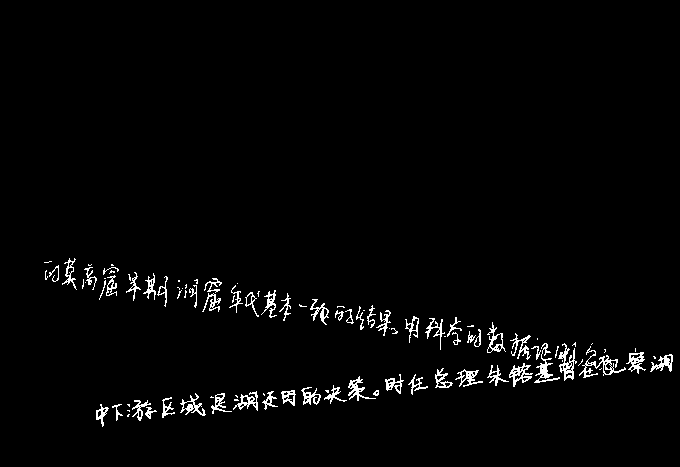 的莫高窟早期洞窟年代基本一致的结果。用科学的数据证明
中下游区域退湖还田的决策。时任总理朱镕基曾在视察湖